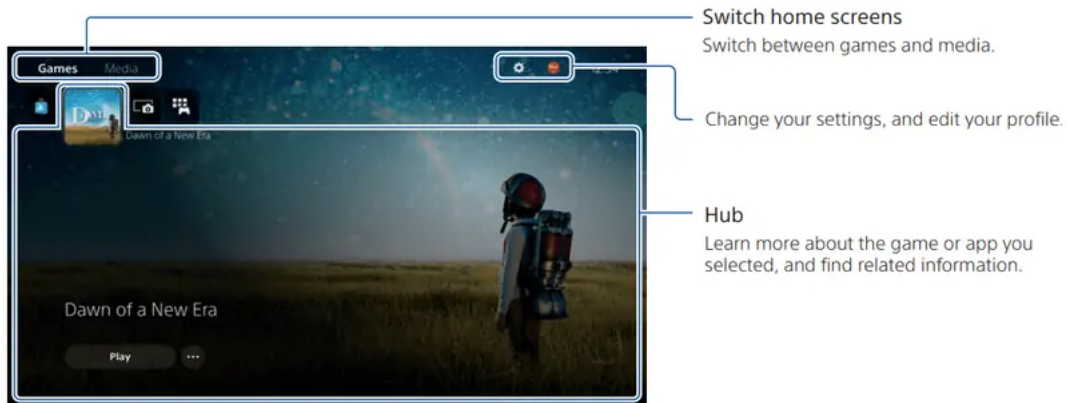 Switch home screens
Switch between games and media.
Games Media
Change your settings, and edit your profile.
Dawn of a New Era
Hub
Learn more about the game or app you
selected, and find related information.
Dawn of a New Era
Play